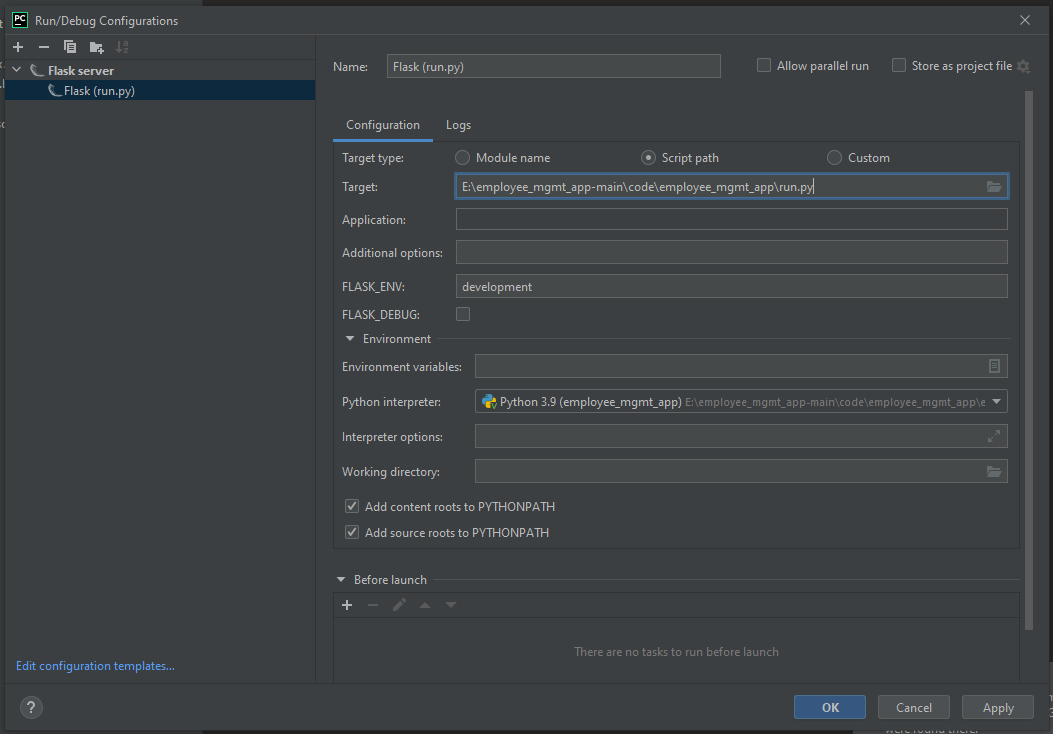 PC Run/Debug Configurations
Flask server
Flask (run.py)
Name: Flask (run.py) Allow parallel run Store as project file
Configuration Logs
Target type: Module name Script path Custom
Target: E:\employee_mgmt_app-main\code\employee_mgmt_app\run.py
Application:
Additional options:
FLASK_ENV: development
FLASK_DEBUG:
Environment
Environment variables:
Python interpreter: Python 3.9 (employee_mgmt_app) E:\employee_mgmt_app-main\code\employee_mgmt_app\e
Interpreter options:
Working directory:
Add content roots to PYTHONPATH
Add source roots to PYTHONPATH
Before launch
There are no tasks to run before launch
Edit configuration templates...
? OK Cancel Apply